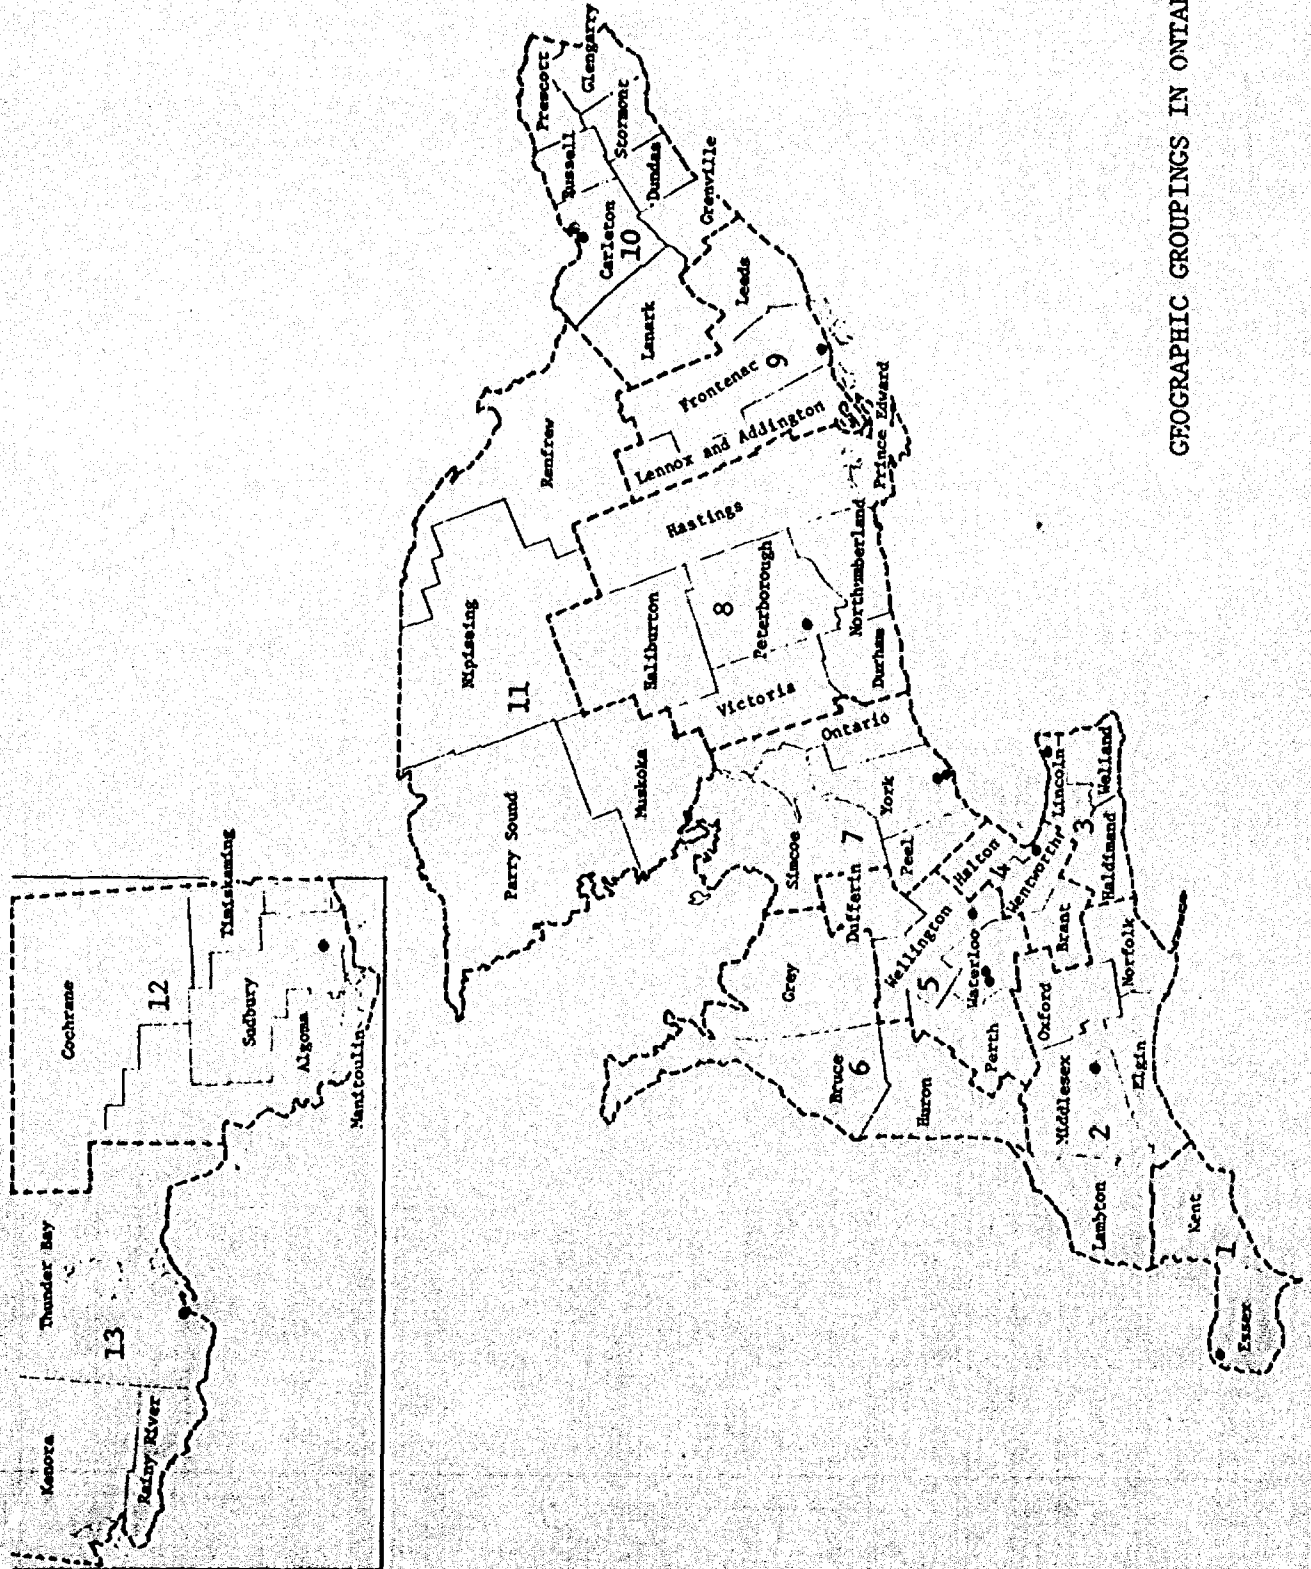 GEOGRAPHIC GROUPINGS IN ONTA
Kenora
Rainy River
13
Thunder Bay
Cochrane
12
Timiskaming
Sudbury
Algoma
Manitoulin
Parry Sound
11
Nipissing
Muskoka
Renfrew
Haliburton
8
Peterborough
Victoria
Hastings
Northumberland
Durham
Prince Edward
Lennox and Addington
Frontenac
9
Leeds
Lanark
Carleton
10
Russell
Prescott
Glengarry
Stormont
Dundas
Grenville
Ontario
York
Peel
7
Simcoe
Dufferin
Grey
Bruce
6
Huron
Wellington
5
Waterloo
Perth
Halton
4
Wentworth
Lincoln
3
Welland
Haldimand
Brant
Norfolk
Oxford
Middlesex
2
Elgin
Lambton
Kent
1
Essex